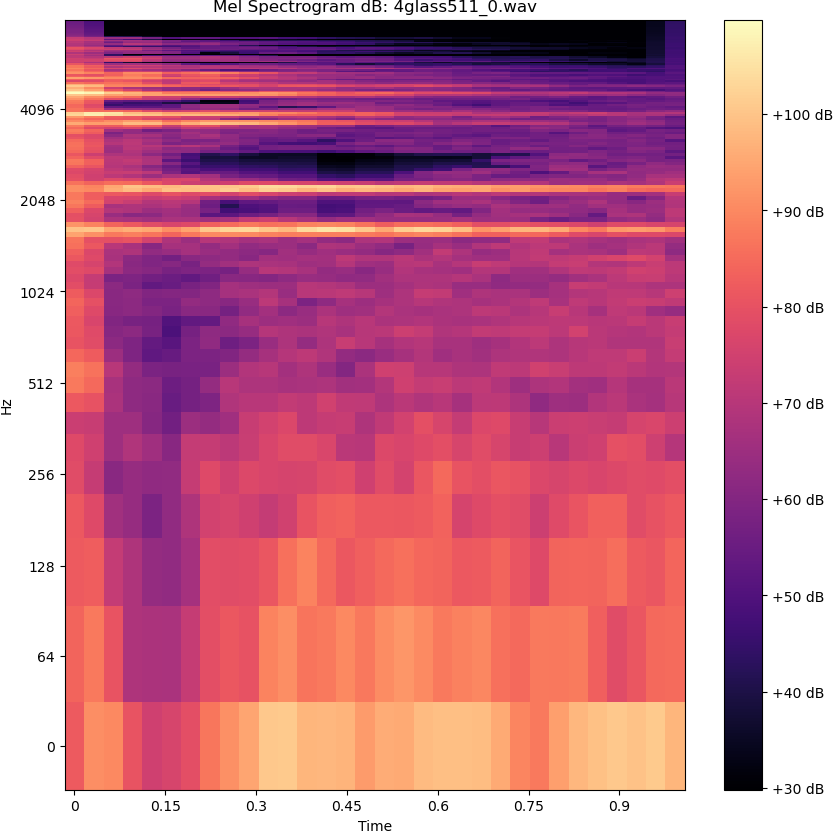 Mel Spectrogram dB: 4glass511_0.wav
4096
2048
1024
512
256
128
64
0
Hz
0 0.15 0.3 0.45 0.6 0.75 0.9
Time
+100 dB
+90 dB
+80 dB
+70 dB
+60 dB
+50 dB
+40 dB
+30 dB